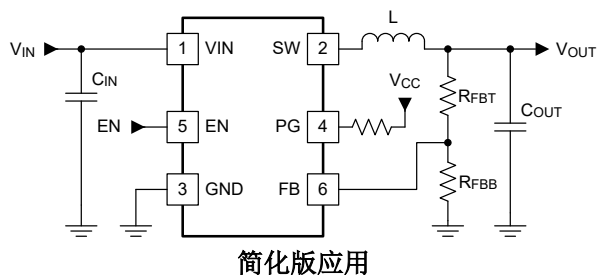 L
VIN
1
VIN
SW
2
VOUT
CIN
VCC
RFBT
COUT
EN
5
EN
PG
4
3
GND
FB
6
RFBB
简化版应用